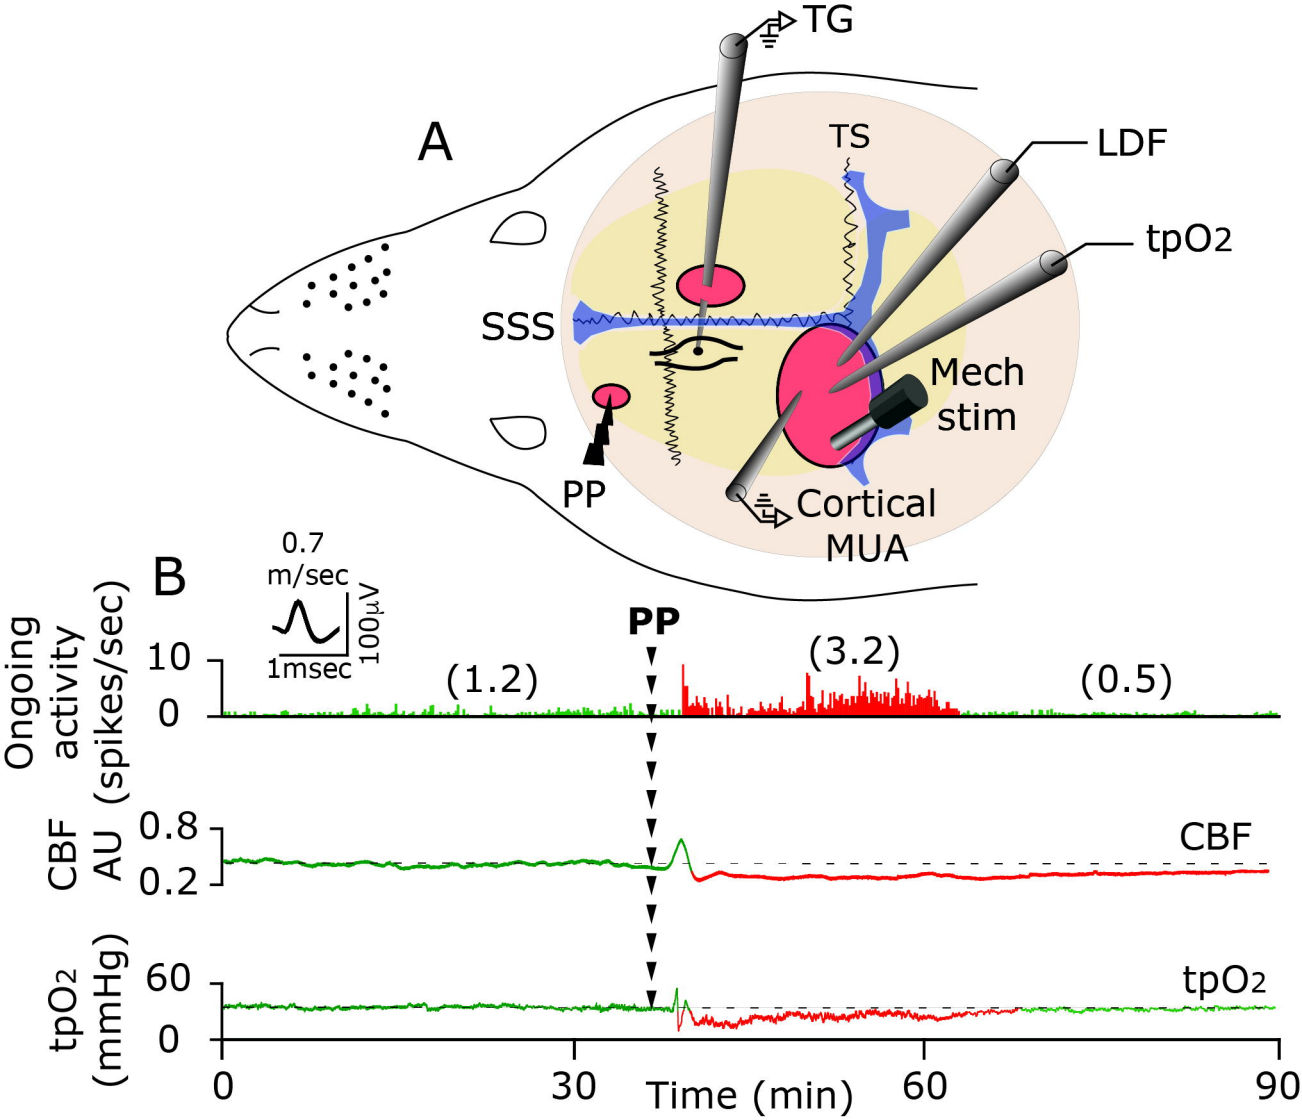 A
TG
TS
LDF
tpO2
SSS
Mech
stim
PP
Cortical
MUA
B
0.7
m/sec
100µV
1msec
PP
Ongoing
activity
(spikes/sec)
10
0
(1.2)
(3.2)
(0.5)
CBF
AU
0.8
0.2
CBF
tpO2
(mmHg)
60
0
tpO2
0
30
60
90
Time (min)